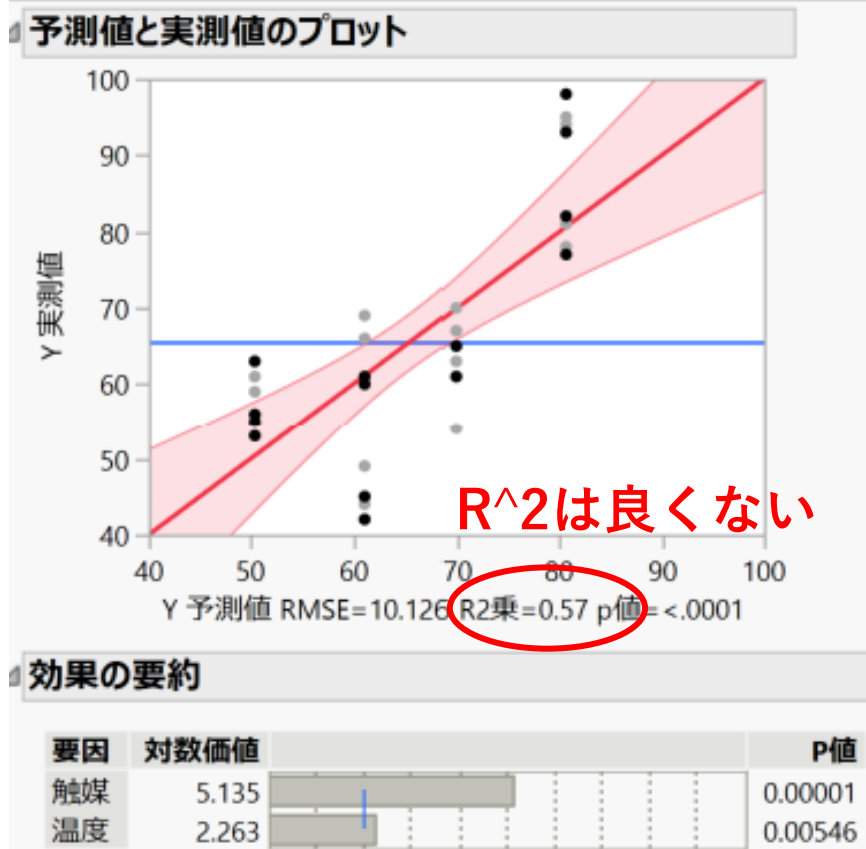 予測値と実測値のプロット
100
90
80
70
60
50
40
Y 実測値
R^2は良くない
40 50 60 70 80 90 100
Y 予測値 RMSE=10.126 R2乗=0.57 p値=<.0001
効果の要約
要因 対数価値 P値
触媒 5.135 0.00001
温度 2.263 0.00546